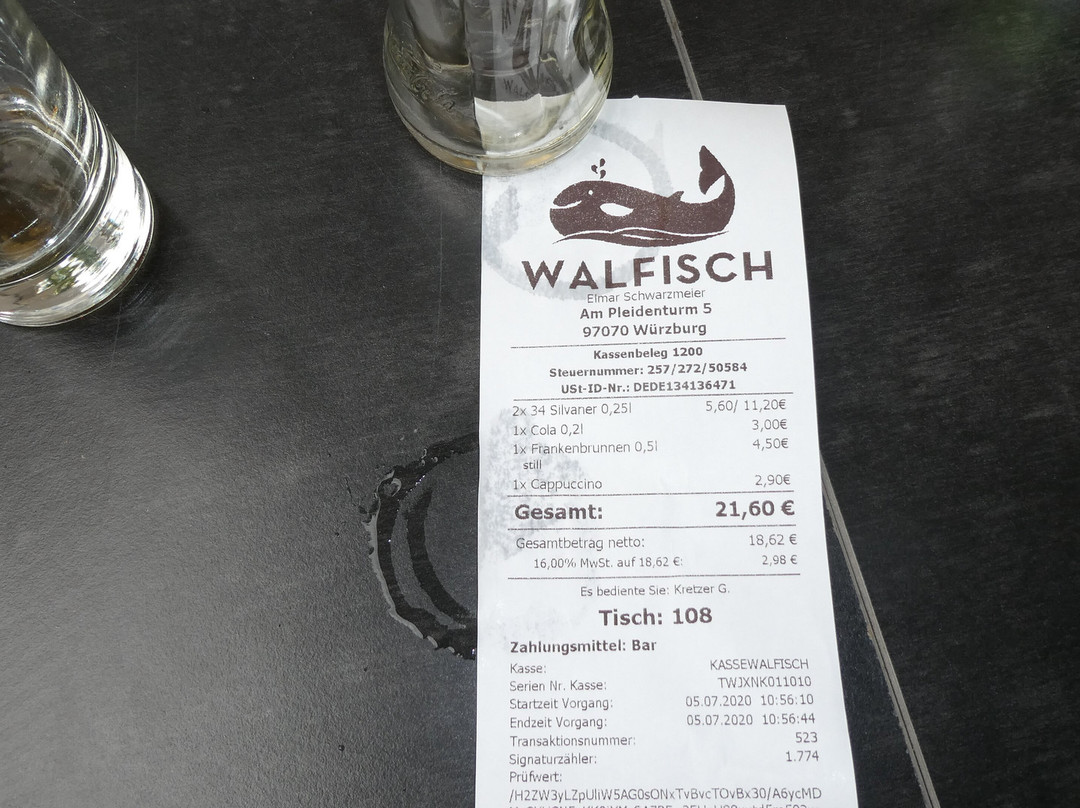 WALFISCH
Elmar Schwarzmeier
Am Pleidenturm 5
97070 Würzburg
Kassenbeleg 1200
Steuernummer: 257/272/50584
USt-ID-Nr.: DEDE134136471
2x 34 Silvaner 0,25l 5,60/ 11,20€
1x Cola 0,2l 3,00€
1x Frankenbrunnen 0,5l 4,50€
still
1x Cappuccino 2,90€
Gesamt: 21,60 €
Gesamtbetrag netto: 18,62 €
16,00% MwSt. auf 18,62 €: 2,98 €
Es bediente Sie: Kretzer G.
Tisch: 108
Zahlungsmittel: Bar
Kasse: KASSEWALFISCH
Serien Nr. Kasse: TWJXNK011010
Startzeit Vorgang: 05.07.2020 10:56:10
Endzeit Vorgang: 05.07.2020 10:56:44
Transaktionsnummer: 523
Signaturzähler: 1.774
Prüfwert:
/H2ZW3yLZpUliW5AG0sONxTvBvcTOvBx30/A6ycMD